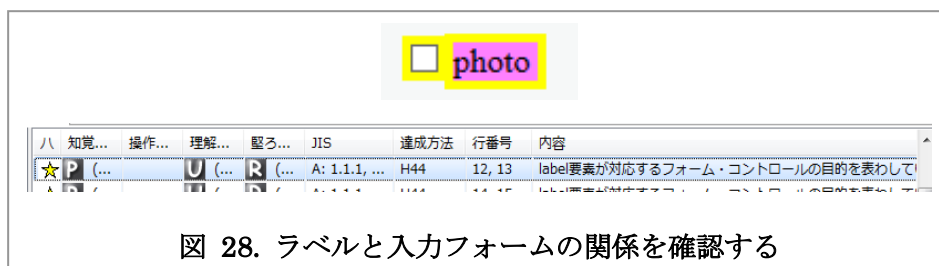 photo
ハ 知覚... 操作... 理解... 堅ろ... JIS 達成方法 行番号 内容
P (... U (... R (... A: 1.1.1, ... H44 12, 13 label要素が対応するフォーム・コントロールの目的を表わして
図 28. ラベルと入力フォームの関係を確認する